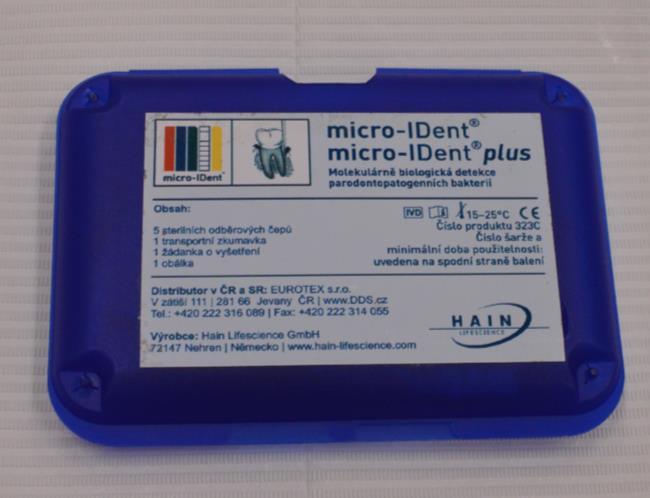 micro-IDent®
micro-IDent® plus
Molekulárně biologická detekce
parodontopatogenních bakterií
micro-IDent®
Obsah:
5 sterilních odběrových čepů
1 transportní zkumavka
1 žádanka o vyšetření
1 obálka
IVD 15-25°C CE
Číslo produktu 323C
Číslo šarže a
minimální doba použitelnosti:
uvedena na spodní straně balení
Distributor v ČR a SR: EUROTEX s.r.o.
V zátiší 111 | 281 66 Jevany ČR | www.DDS.cz
Tel.: +420 222 316 089 | Fax: +420 222 314 055
Výrobce: Hain Lifescience GmbH
72147 Nehren | Německo | www.hain-lifescience.com
HAIN
LIFESCIENCE